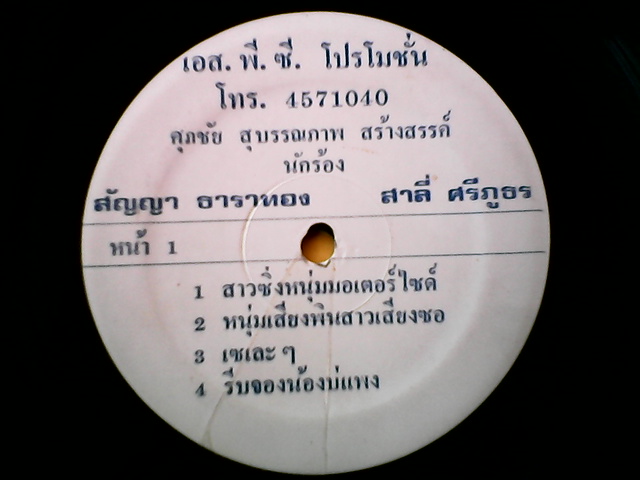 เอส. พี. ซี. โปรโมชั่น
โทร. 4571040
ศุภชัย สุบรรณภาพ สร้างสรรค์
นักร้อง
สัญญา ธาราทอง สาลี่ ศรีภูธร
หน้า 1
1 สาวซิ่งหนุ่มมอเตอร์ไซด์
2 หนุ่มเสียงพินสาวเสียงซอ
3 เซเละ ๆ
4 รีบจองน้องบ่แพง